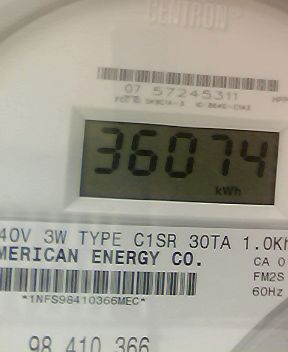 CENTRON®
07 57245311
36074
kWh
40V 3W TYPE C1SR 30TA 1.0Kh
MERICAN ENERGY CO.
CA 0
FM2S
60Hz
*1NFS98410366MEC*
98 410 366